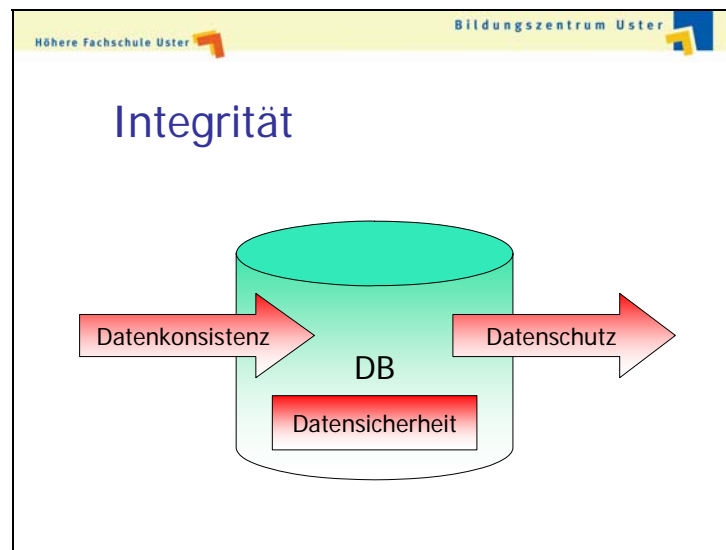 Höhere Fachschule Uster
Bildungszentrum Uster
Integrität
Datenkonsistenz
Datenschutz
DB
Datensicherheit